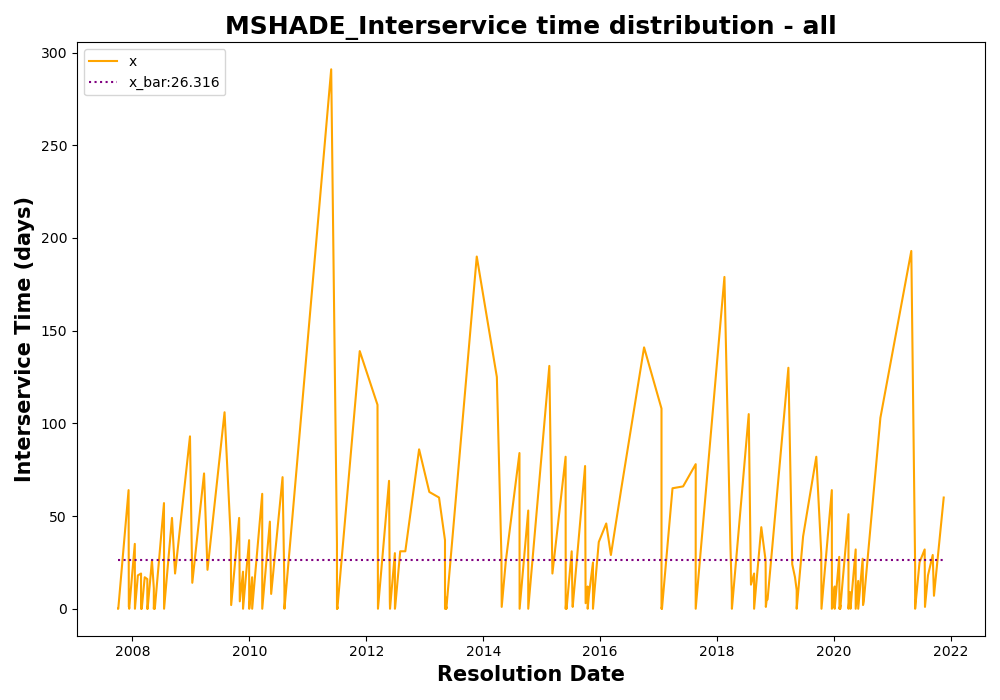 MSHADE_Interservice time distribution - all
x
x_bar:26.316
Interservice Time (days)
300
250
200
150
100
50
0
2008 2010 2012 2014 2016 2018 2020 2022
Resolution Date